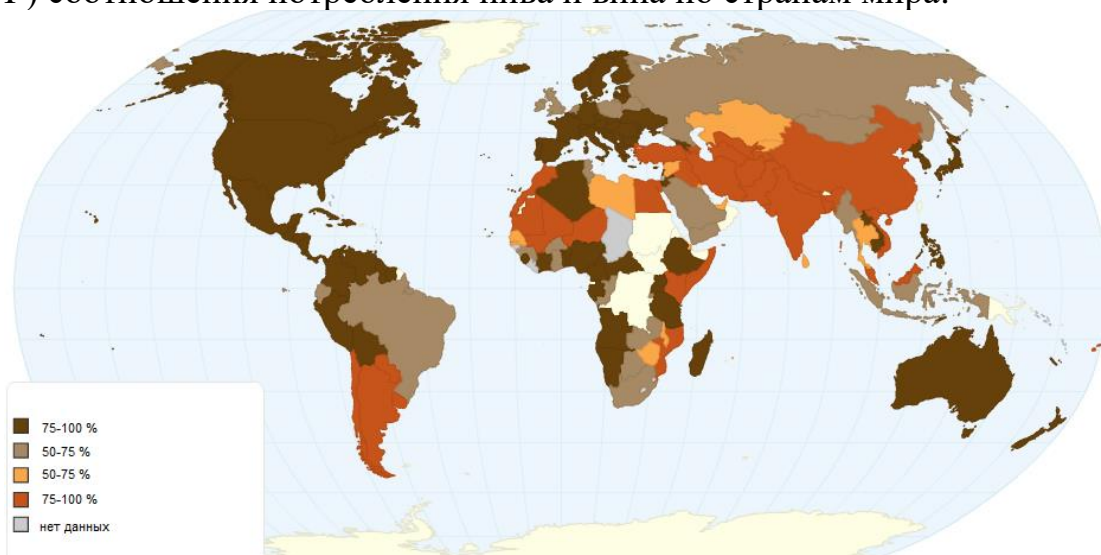 соотношения потребления пива и вина по странам мира.
75-100 %
50-75 %
50-75 %
75-100 %
нет данных